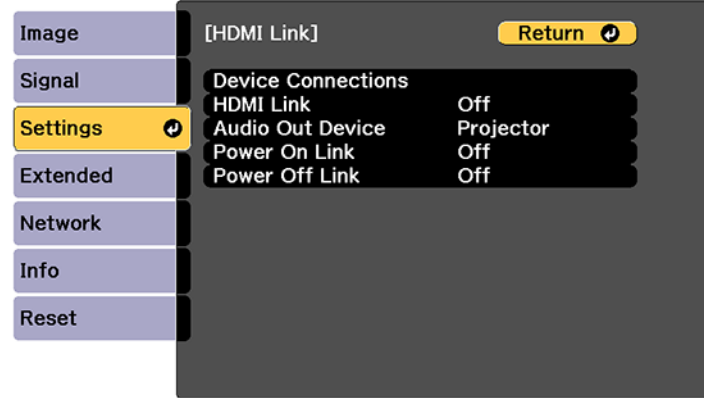 Image
Signal
Settings
Extended
Network
Info
Reset
[HDMI Link]
Return
Device Connections
HDMI Link Off
Audio Out Device Projector
Power On Link Off
Power Off Link Off